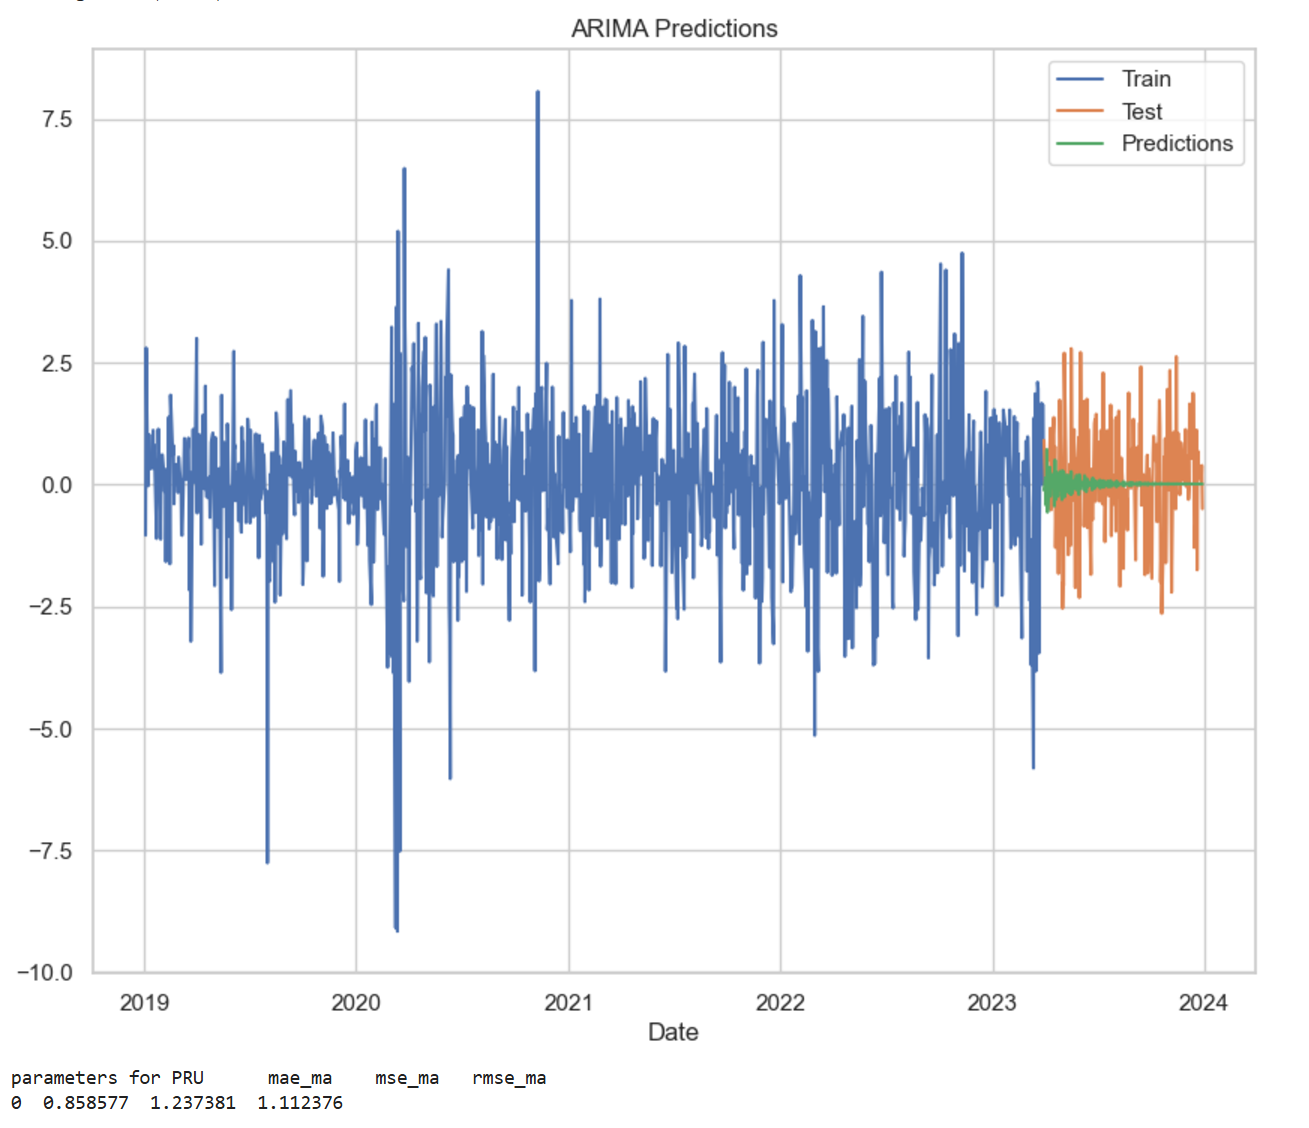 ARIMA Predictions
Train
Test
Predictions
7.5
5.0
2.5
0.0
−2.5
−5.0
−7.5
−10.0
2019 2020 2021 2022 2023 2024
Date
parameters for PRU mae_ma mse_ma rmse_ma
0 0.858577 1.237381 1.112376